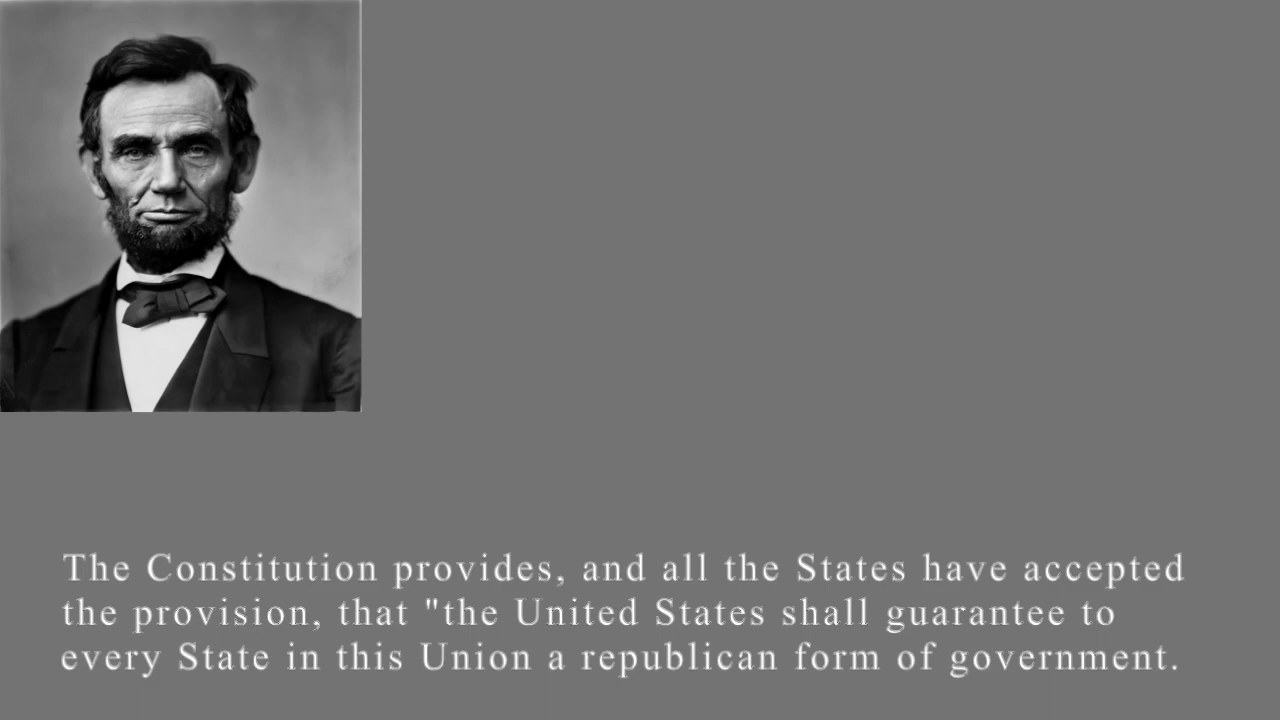 The Constitution provides, and all the States have accepted
the provision, that "the United States shall guarantee to
every State in this Union a republican form of government.